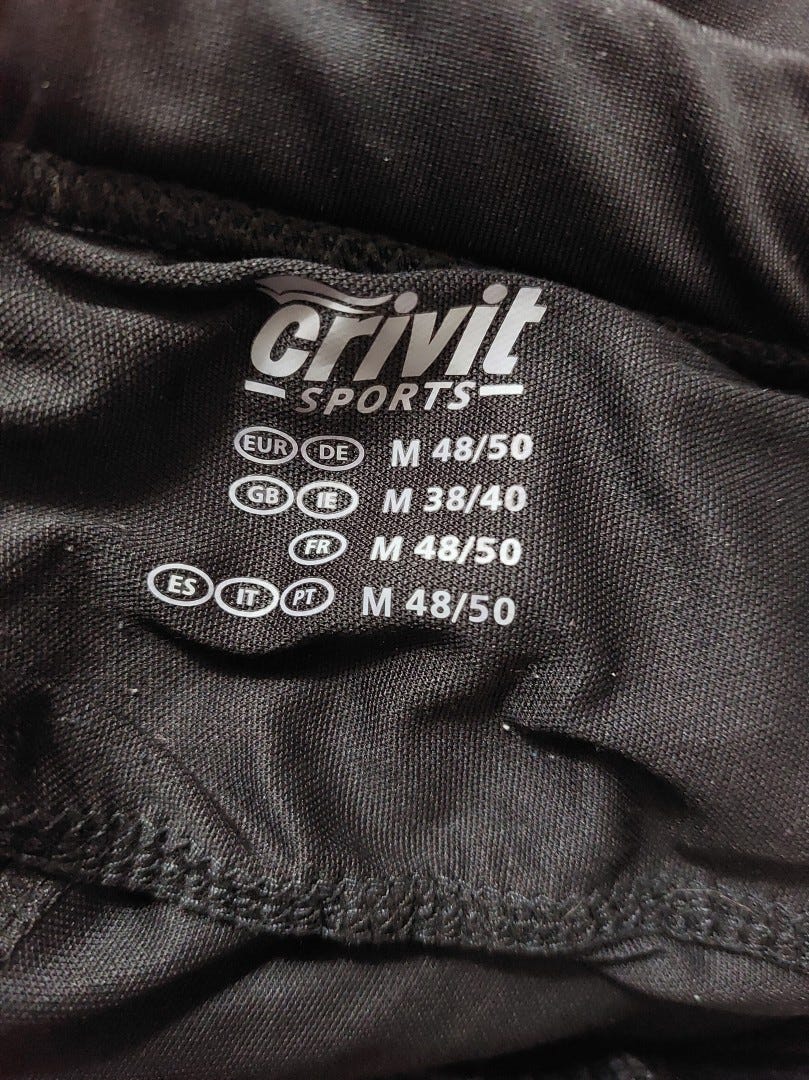 crivit
SPORTS
EUR DE M 48/50
GB IE M 38/40
FR M 48/50
ES IT PT M 48/50